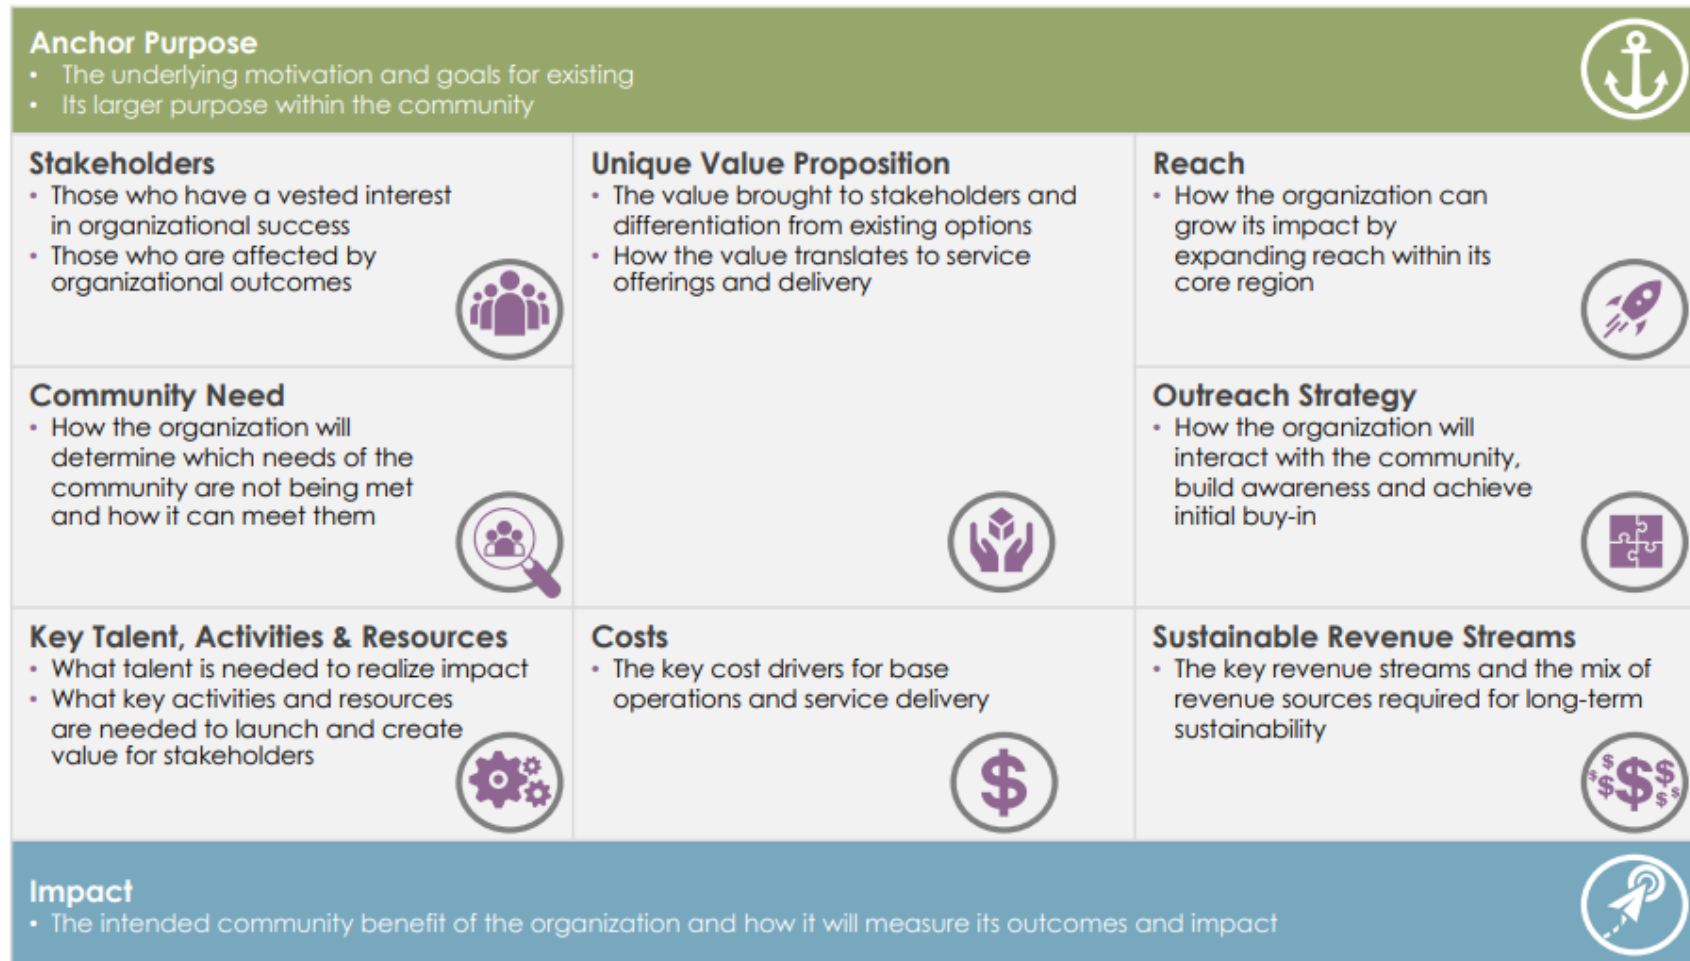 Anchor Purpose
• The underlying motivation and goals for existing
• Its larger purpose within the community
Stakeholders
• Those who have a vested interest
in organizational success
• Those who are affected by
organizational outcomes
Unique Value Proposition
• The value brought to stakeholders and
differentiation from existing options
• How the value translates to service
offerings and delivery
Reach
• How the organization can
grow its impact by
expanding reach within its
core region
Community Need
• How the organization will
determine which needs of the
community are not being met
and how it can meet them
Outreach Strategy
• How the organization will
interact with the community,
build awareness and achieve
initial buy-in
Key Talent, Activities & Resources
• What talent is needed to realize impact
• What key activities and resources
are needed to launch and create
value for stakeholders
Costs
• The key cost drivers for base
operations and service delivery
$
Sustainable Revenue Streams
• The key revenue streams and the mix of
revenue sources required for long-term
sustainability
$ $ $ $ $ $ $
Impact
• The intended community benefit of the organization and how it will measure its outcomes and impact